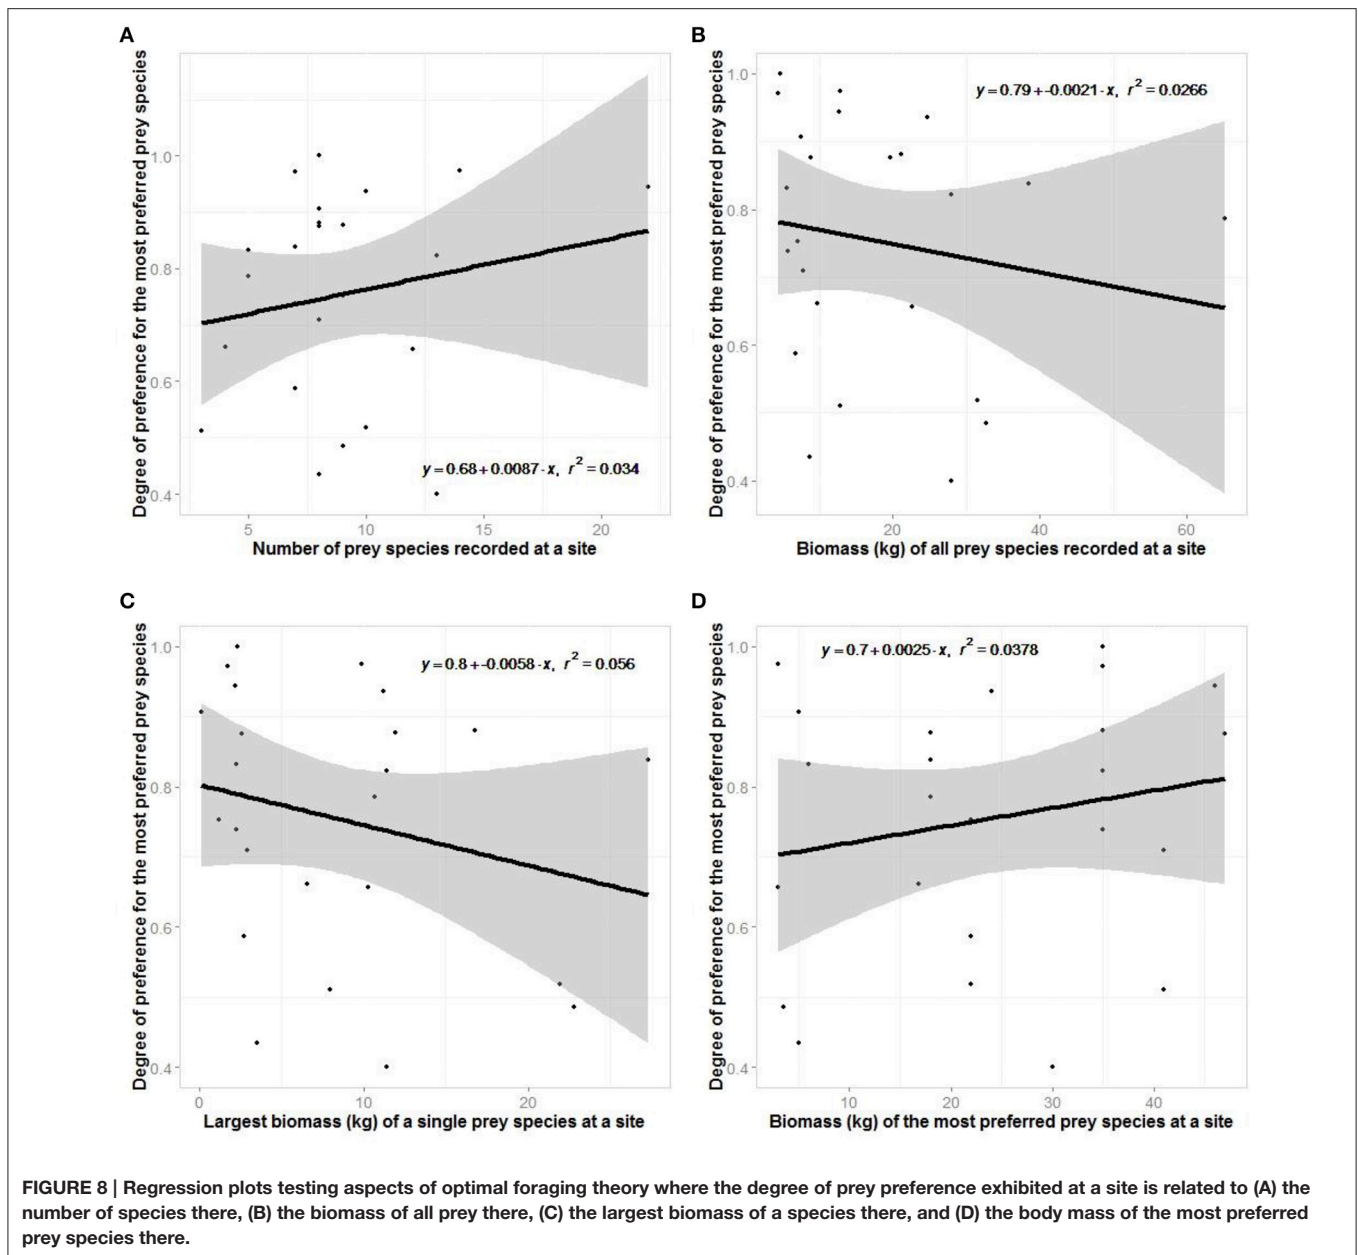 A
Degree of preference for the most preferred prey species
1.0
0.8
0.6
0.4
y = 0.68 + 0.0087 · x, r² = 0.034
5 10 15 20
Number of prey species recorded at a site
B
Degree of preference for the most preferred prey species
1.0
0.8
0.6
0.4
y = 0.79 + -0.0021 · x, r² = 0.0266
20 40 60
Biomass (kg) of all prey species recorded at a site
C
Degree of preference for the most preferred prey species
1.0
0.8
0.6
0.4
y = 0.8 + -0.0058 · x, r² = 0.056
0 10 20
Largest biomass (kg) of a single prey species at a site
D
Degree of preference for the most preferred prey species
1.0
0.8
0.6
0.4
y = 0.7 + 0.0025 · x, r² = 0.0378
10 20 30 40
Biomass (kg) of the most preferred prey species at a site
FIGURE 8 | Regression plots testing aspects of optimal foraging theory where the degree of prey preference exhibited at a site is related to (A) the
number of species there, (B) the biomass of all prey there, (C) the largest biomass of a species there, and (D) the body mass of the most preferred
prey species there.